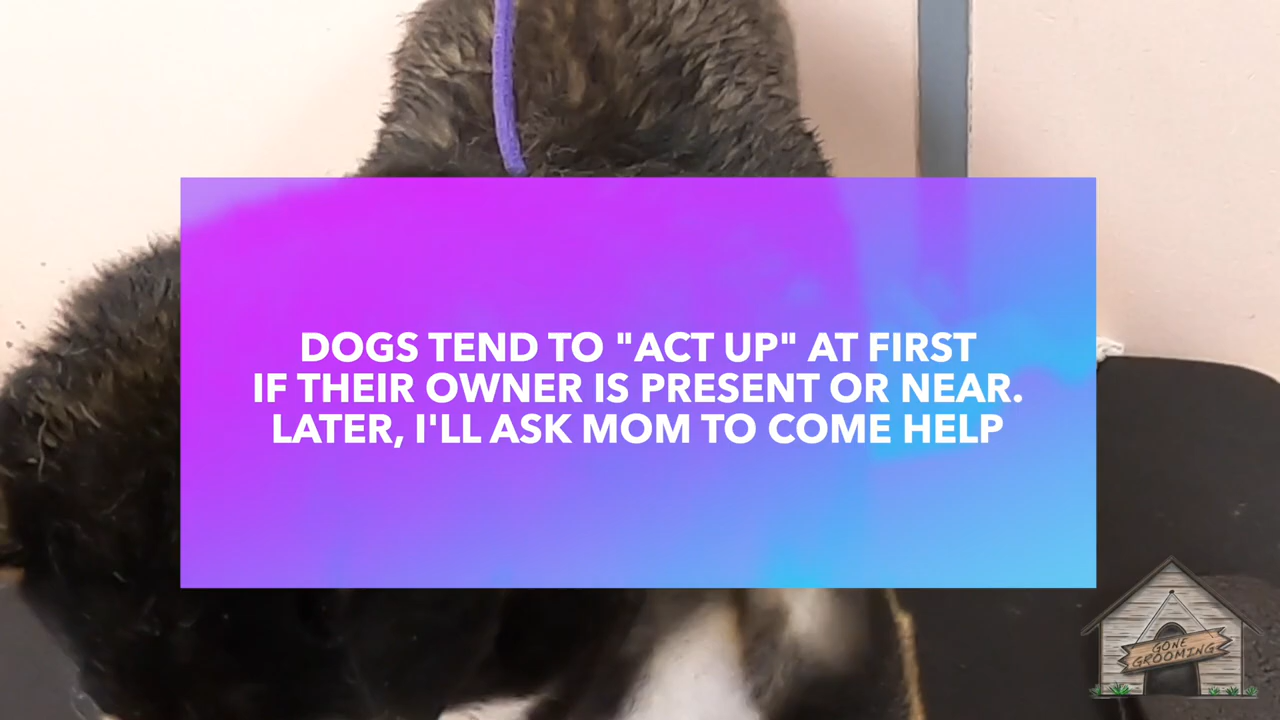 DOGS TEND TO "ACT UP" AT FIRST
IF THEIR OWNER IS PRESENT OR NEAR.
LATER, I'LL ASK MOM TO COME HELP
GONE
GROOMING